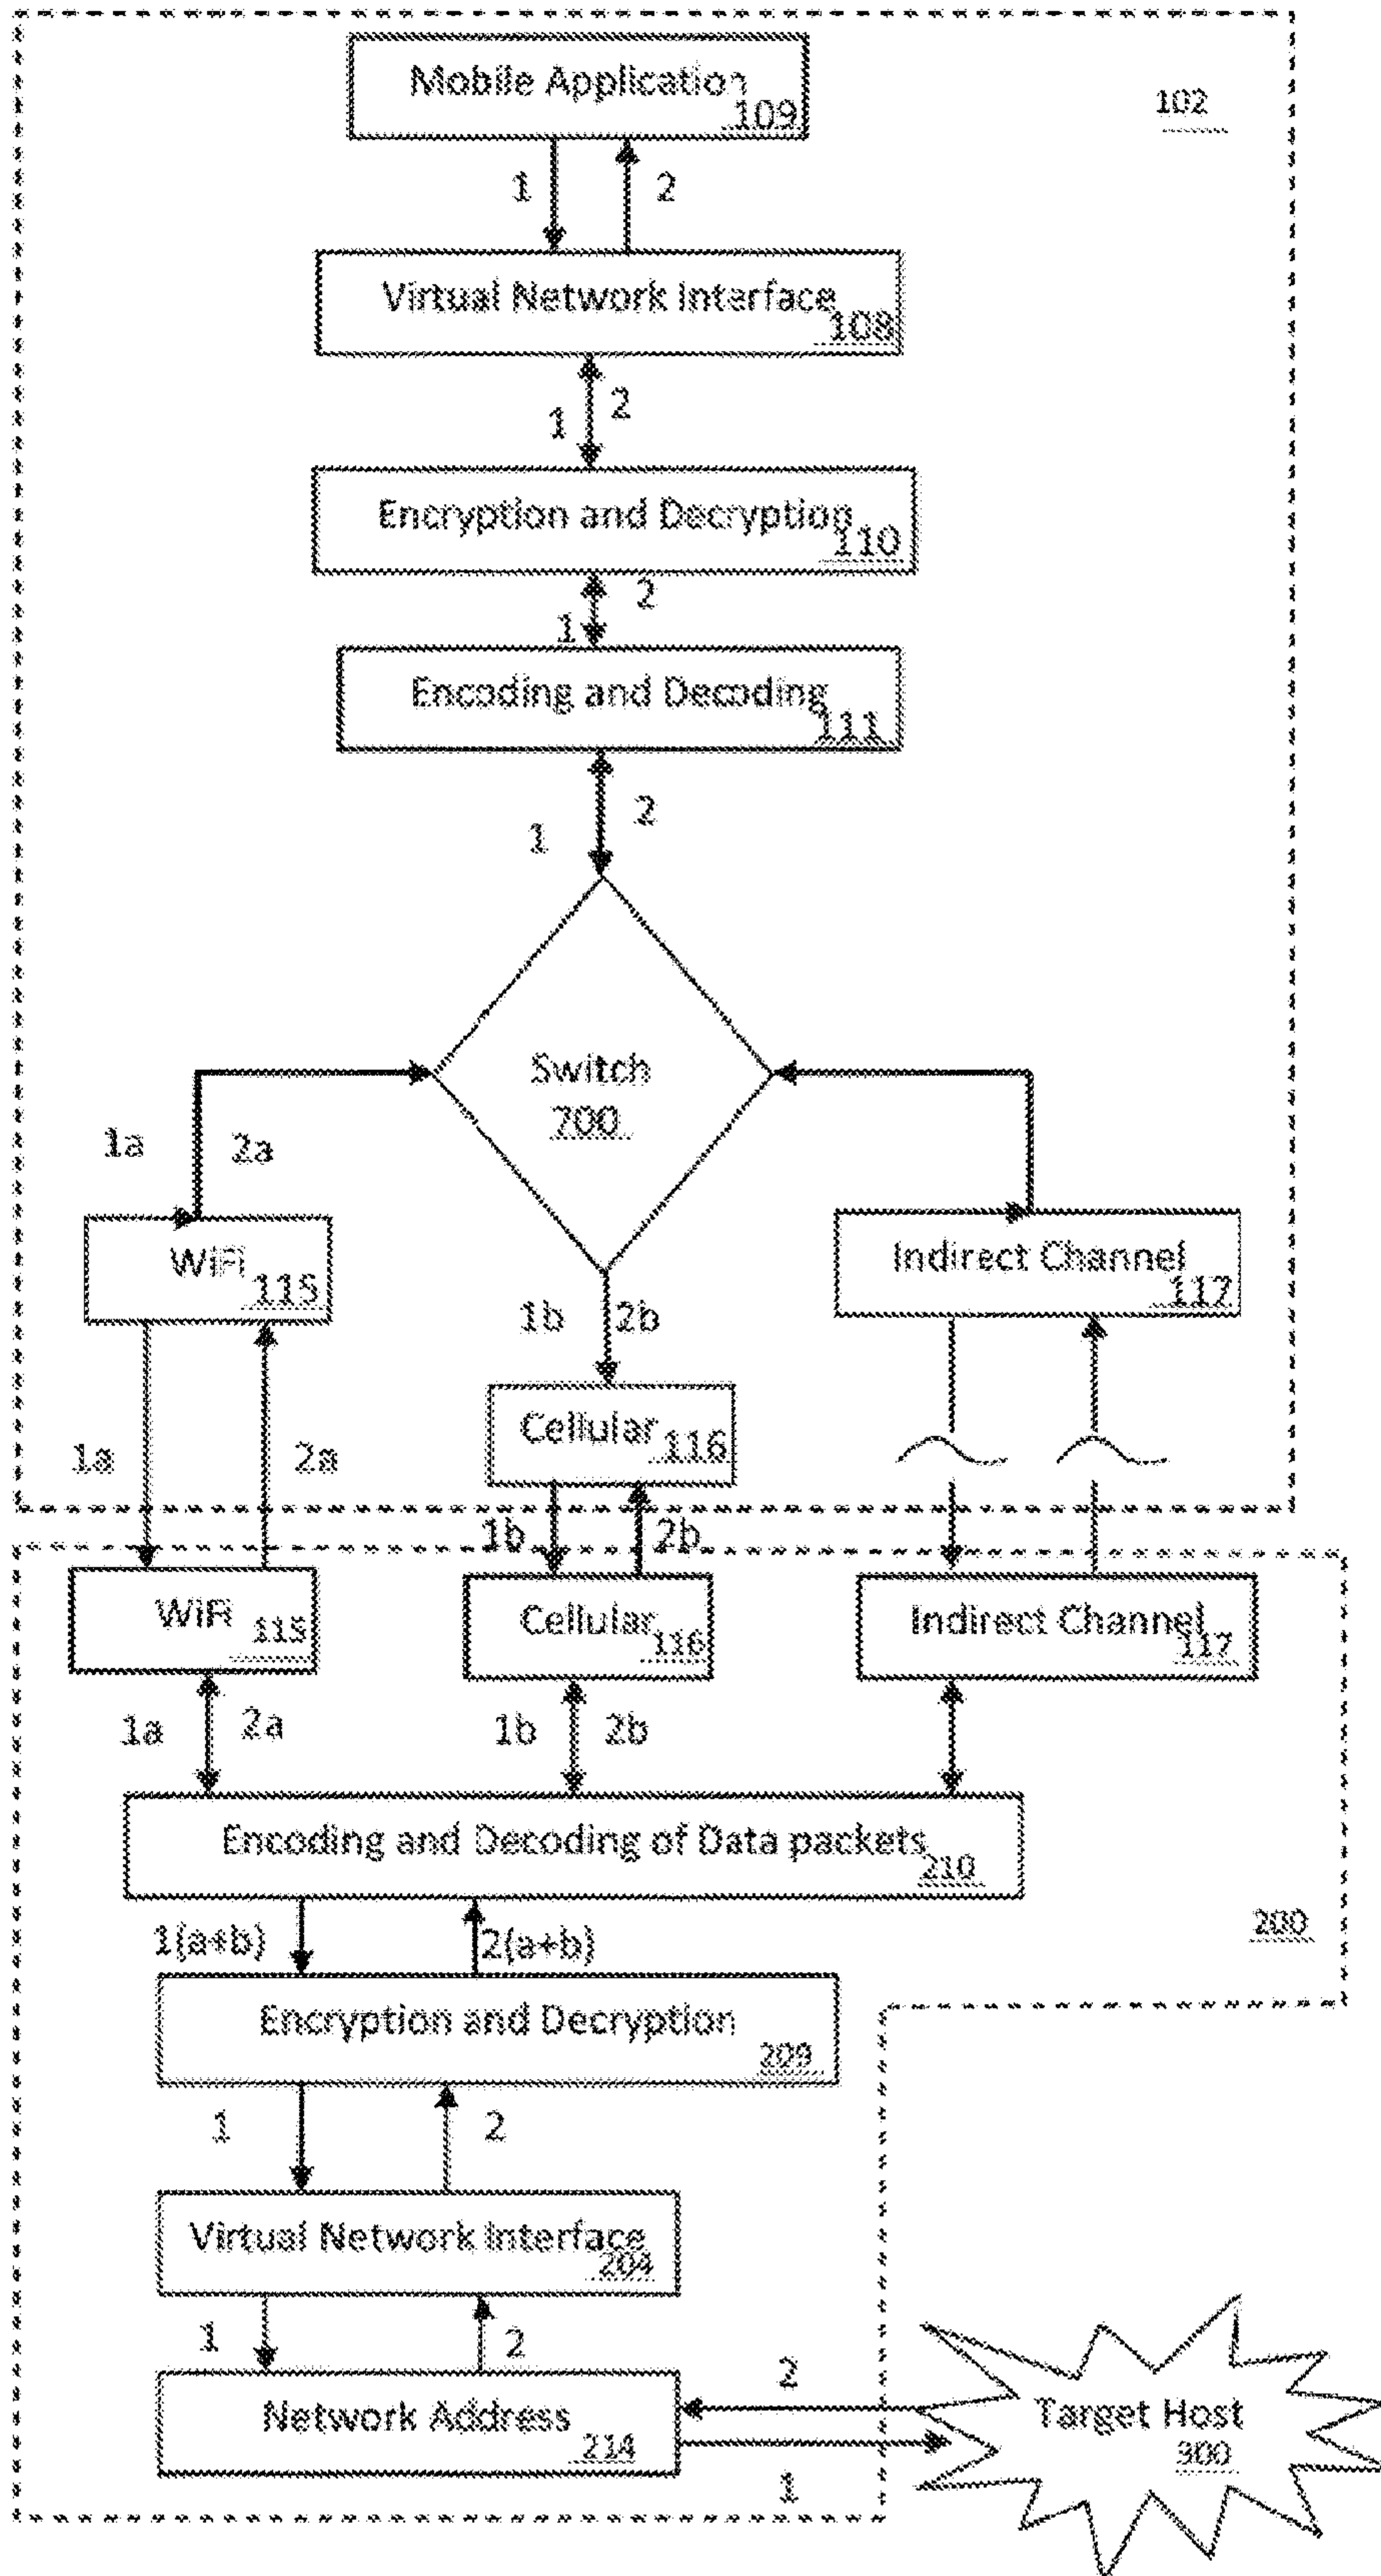 Mobile Application
109
102
1
2
Virtual Network Interface
108
1
2
Encryption and Decryption
110
1
2
Encoding and Decoding
111
1
2
Switch
700
1a
2a
WiFi
115
1b
2b
Indirect Channel
117
Cellular
116
1a
2a
1b
2b
WiFi
115
Cellular
116
Indirect Channel
117
1a
2a
1b
2b
Encoding and Decoding of Data packets
210
200
1(a+b)
2(a+b)
Encryption and Decryption
209
1
2
Virtual Network Interface
204
1
2
Network Address
214
2
1
Target Host
300